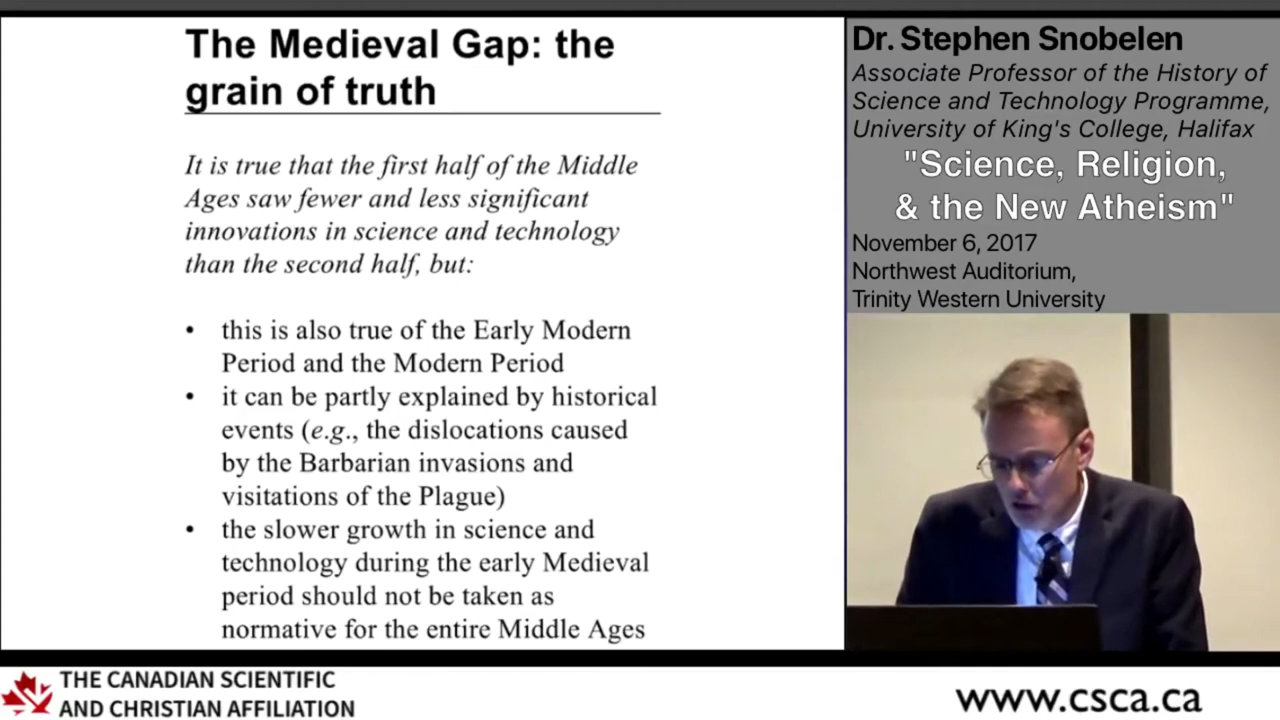 The Medieval Gap: the
grain of truth
It is true that the first half of the Middle
Ages saw fewer and less significant
innovations in science and technology
than the second half, but:
• this is also true of the Early Modern
Period and the Modern Period
• it can be partly explained by historical
events (e.g., the dislocations caused
by the Barbarian invasions and
visitations of the Plague)
• the slower growth in science and
technology during the early Medieval
period should not be taken as
normative for the entire Middle Ages
Dr. Stephen Snobelen
Associate Professor of the History of
Science and Technology Programme,
University of King's College, Halifax
"Science, Religion,
& the New Atheism"
November 6, 2017
Northwest Auditorium,
Trinity Western University
THE CANADIAN SCIENTIFIC
AND CHRISTIAN AFFILIATION
www.csca.ca